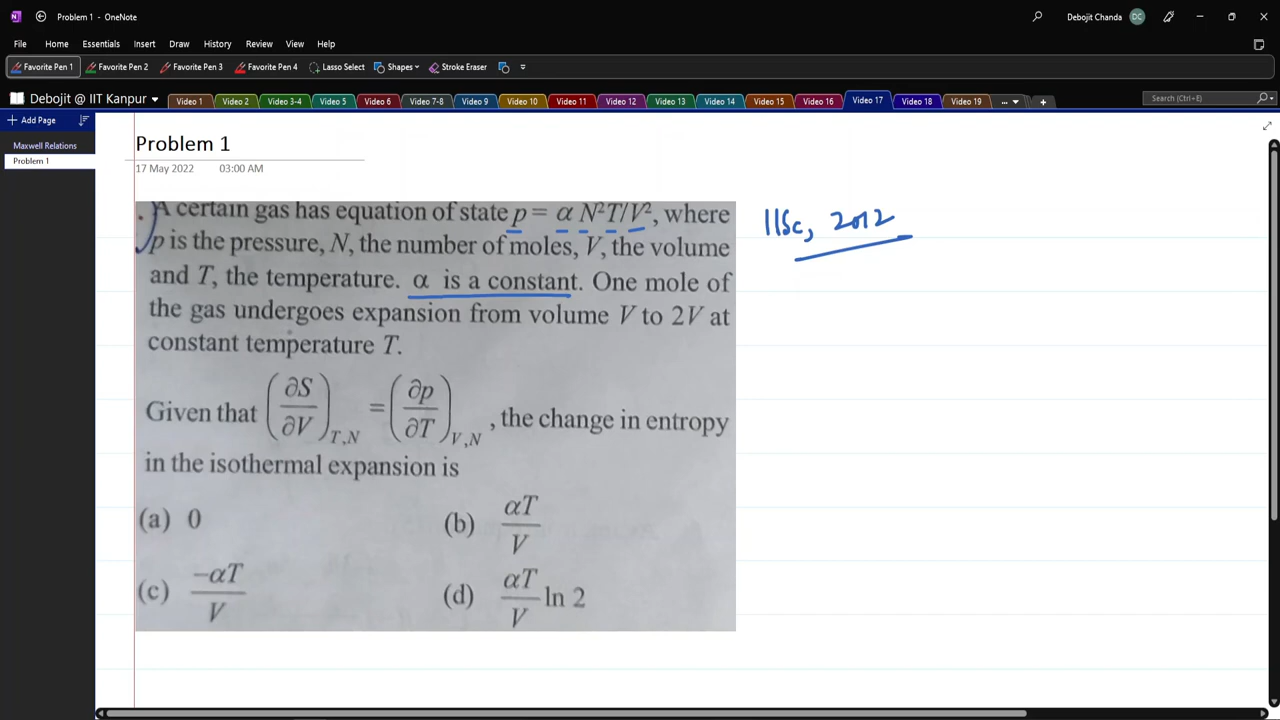 Problem 1 - OneNote
Debojit Chanda
DC
File Home Essentials Insert Draw History Review View Help
Favorite Pen 1 Favorite Pen 2 Favorite Pen 3 Favorite Pen 4 Lasso Select Shapes Stroke Eraser
Debojit @ IIT Kanpur Video 1 Video 2 Video 3-4 Video 5 Video 6 Video 7-8 Video 9 Video 10 Video 11 Video 12 Video 13 Video 14 Video 15 Video 16 Video 17 Video 18 Video 19 ... Search (Ctrl+E)
Add Page
Maxwell Relations
Problem 1
Problem 1
17 May 2022 03:00 AM
A certain gas has equation of state p = α N²T/V², where
p is the pressure, N, the number of moles, V, the volume
and T, the temperature. α is a constant. One mole of
the gas undergoes expansion from volume V to 2V at
constant temperature T.
Given that (∂S/∂V)T,N = (∂p/∂T)V,N , the change in entropy
in the isothermal expansion is
(a) 0 (b) αT/V
(c) -αT/V (d) αT/V ln 2
IISc, 2012